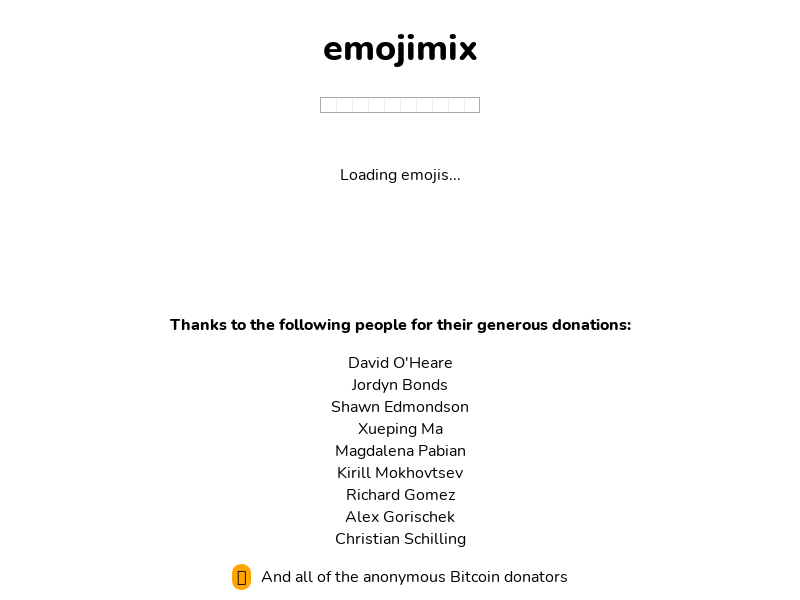 emojimix
Loading emojis...
Thanks to the following people for their generous donations:
David O'Heare
Jordyn Bonds
Shawn Edmondson
Xueping Ma
Magdalena Pabian
Kirill Mokhovtsev
Richard Gomez
Alex Gorischek
Christian Schilling
And all of the anonymous Bitcoin donators